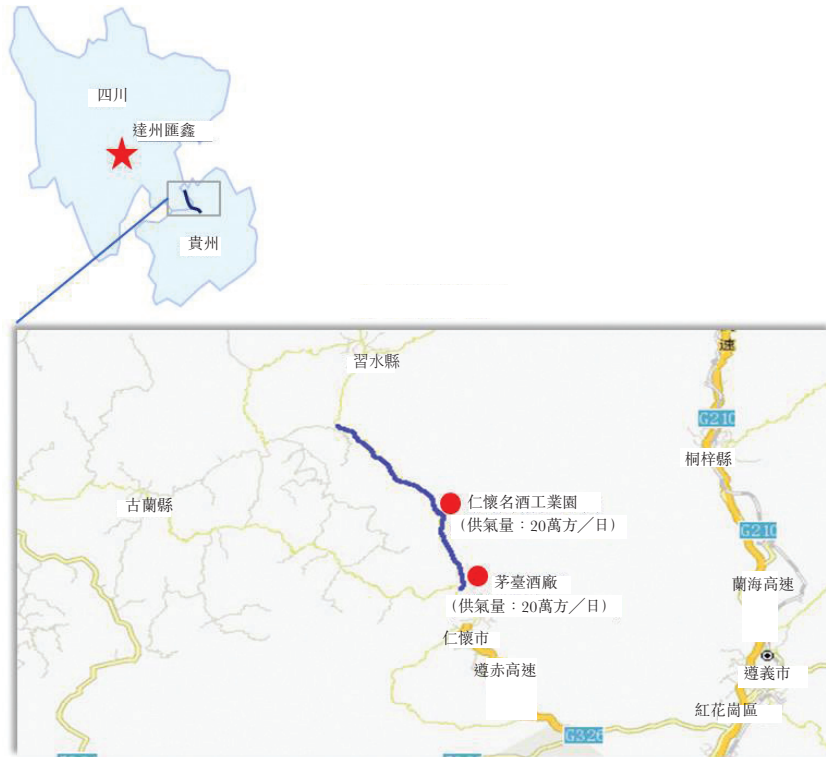 四川
達州匯鑫
貴州
速
習水縣
G210
桐梓縣
仁懷名酒工業園
古蘭縣
(供氣量：20萬方／日)
G210
茅臺酒廠
蘭海高速
(供氣量：20萬方／日)
仁懷市
遵赤高速
遵義市
紅花崗區
G326